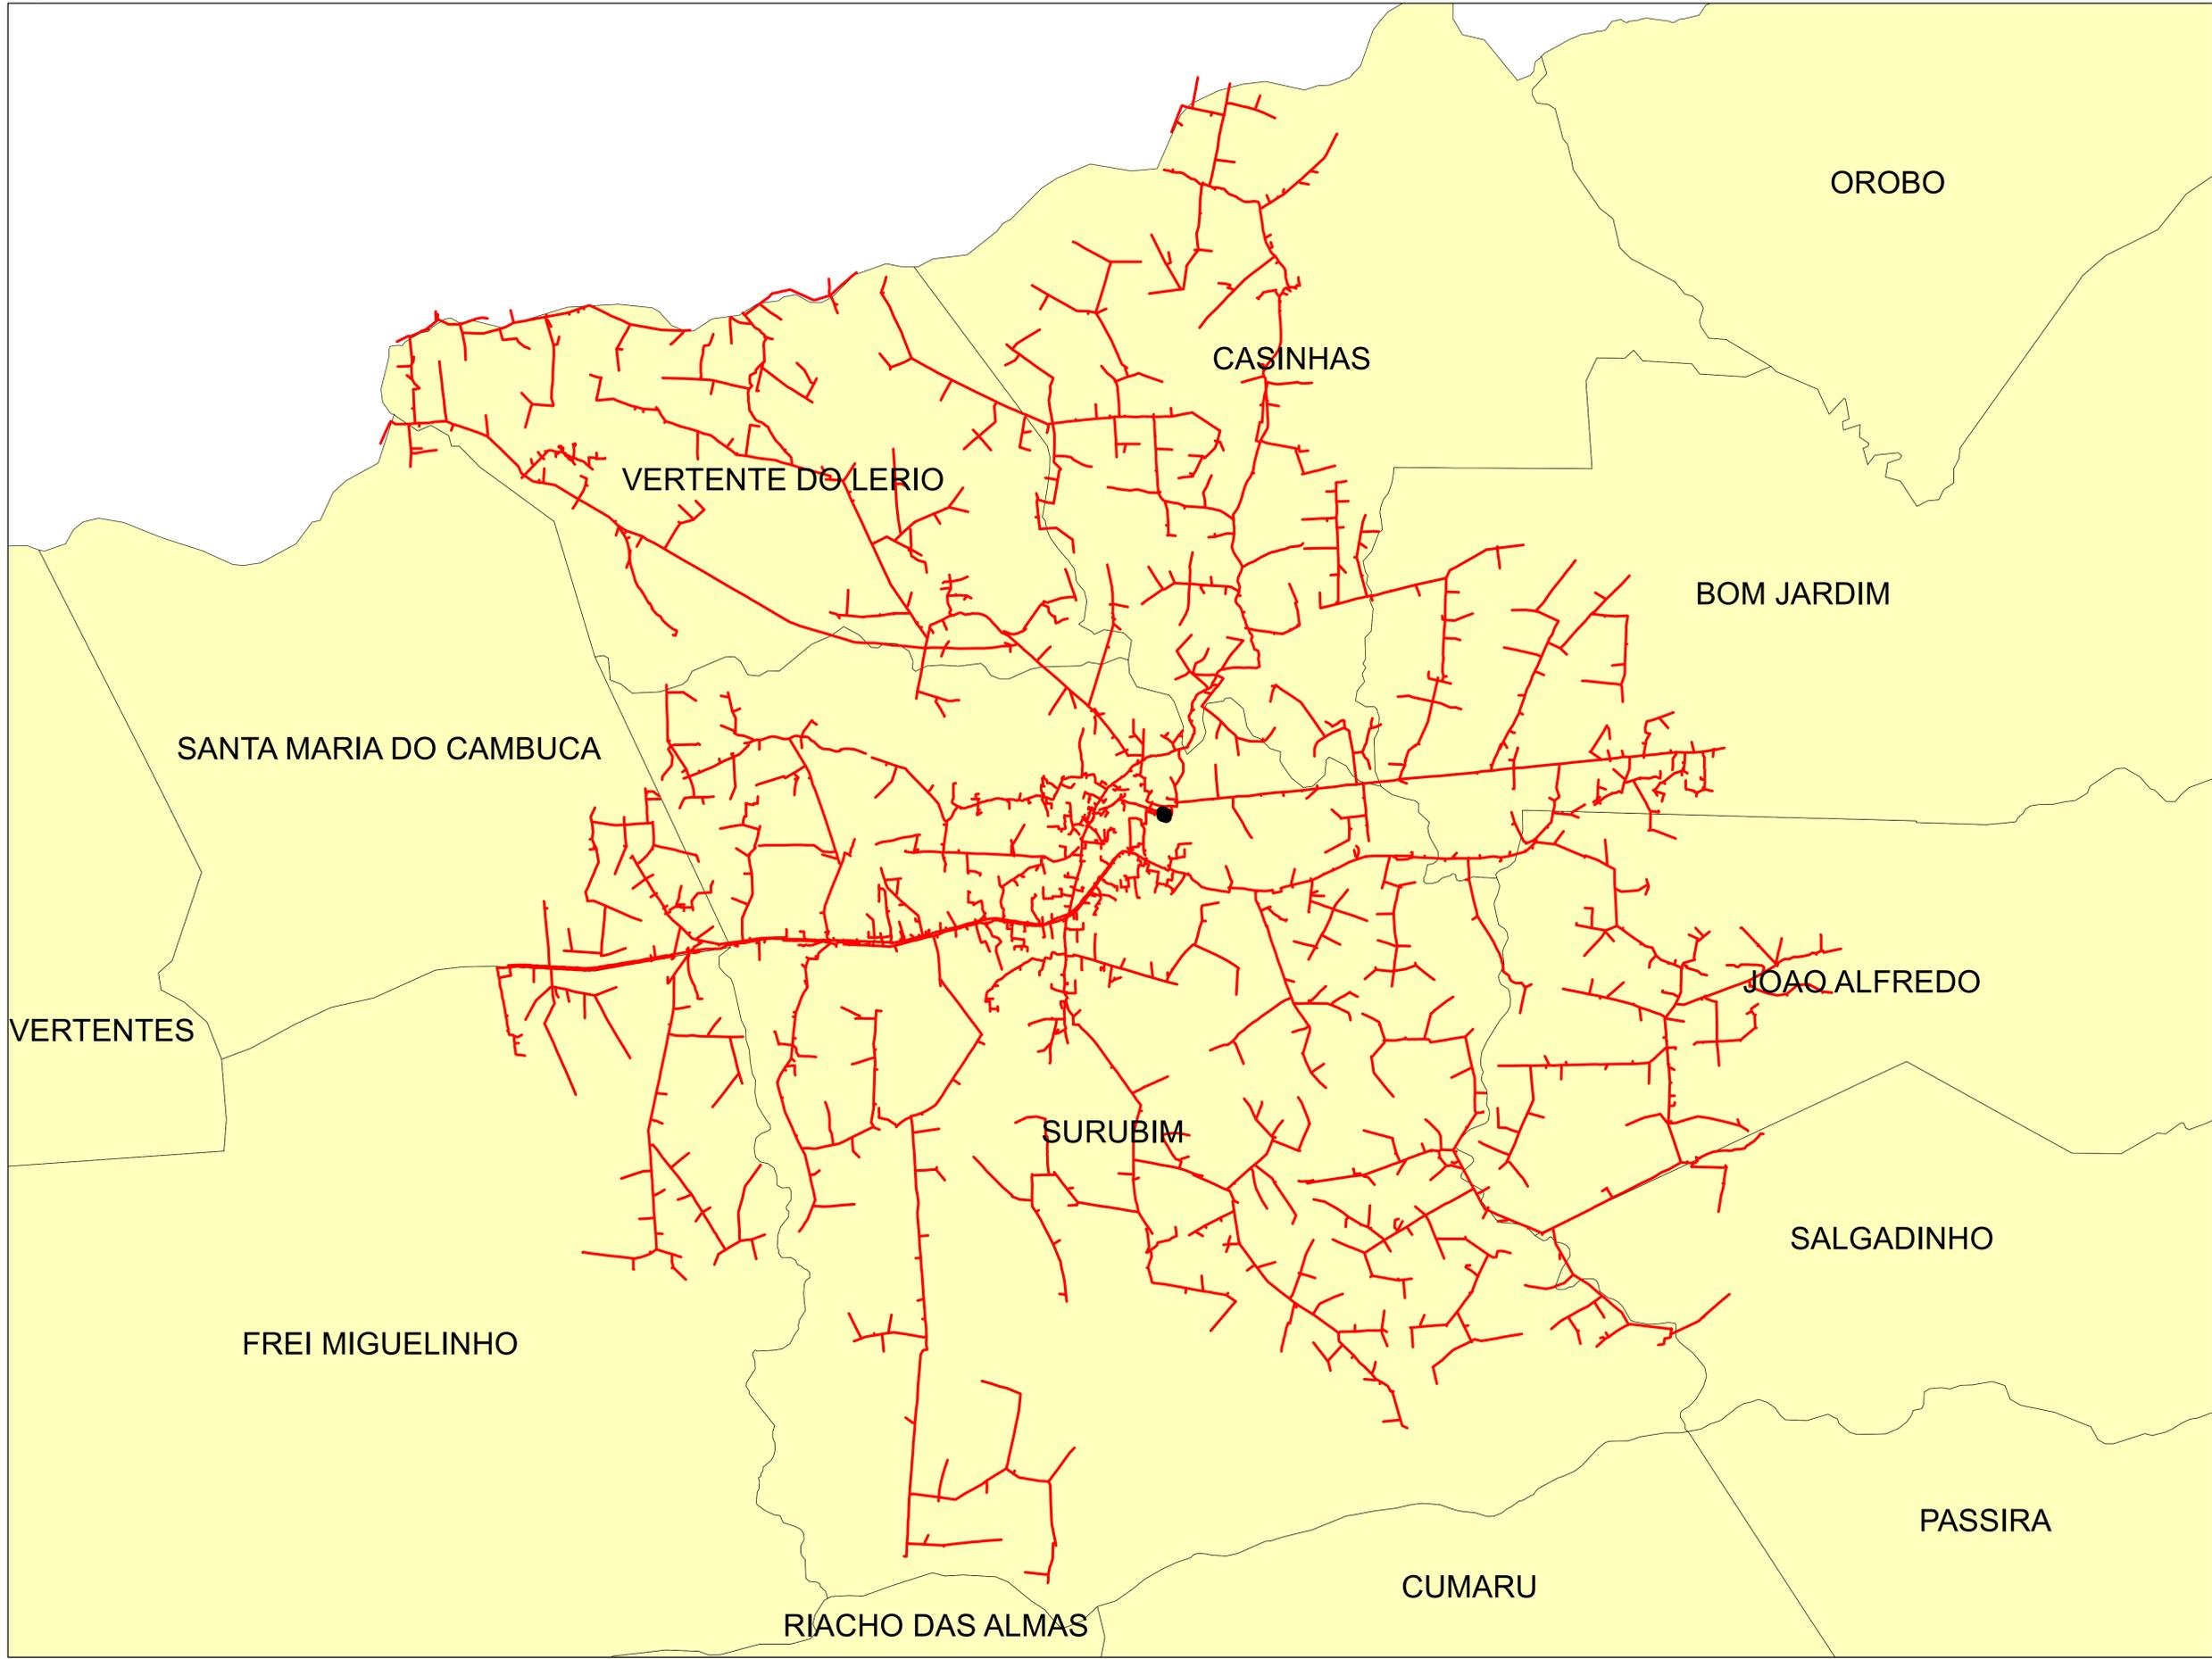 OROBO
CASINHAS
VERTENTE DO LERIO
BOM JARDIM
SANTA MARIA DO CAMBUCA
JOAO ALFREDO
VERTENTES
SURUBIM
SALGADINHO
FREI MIGUELINHO
PASSIRA
CUMARU
RIACHO DAS ALMAS